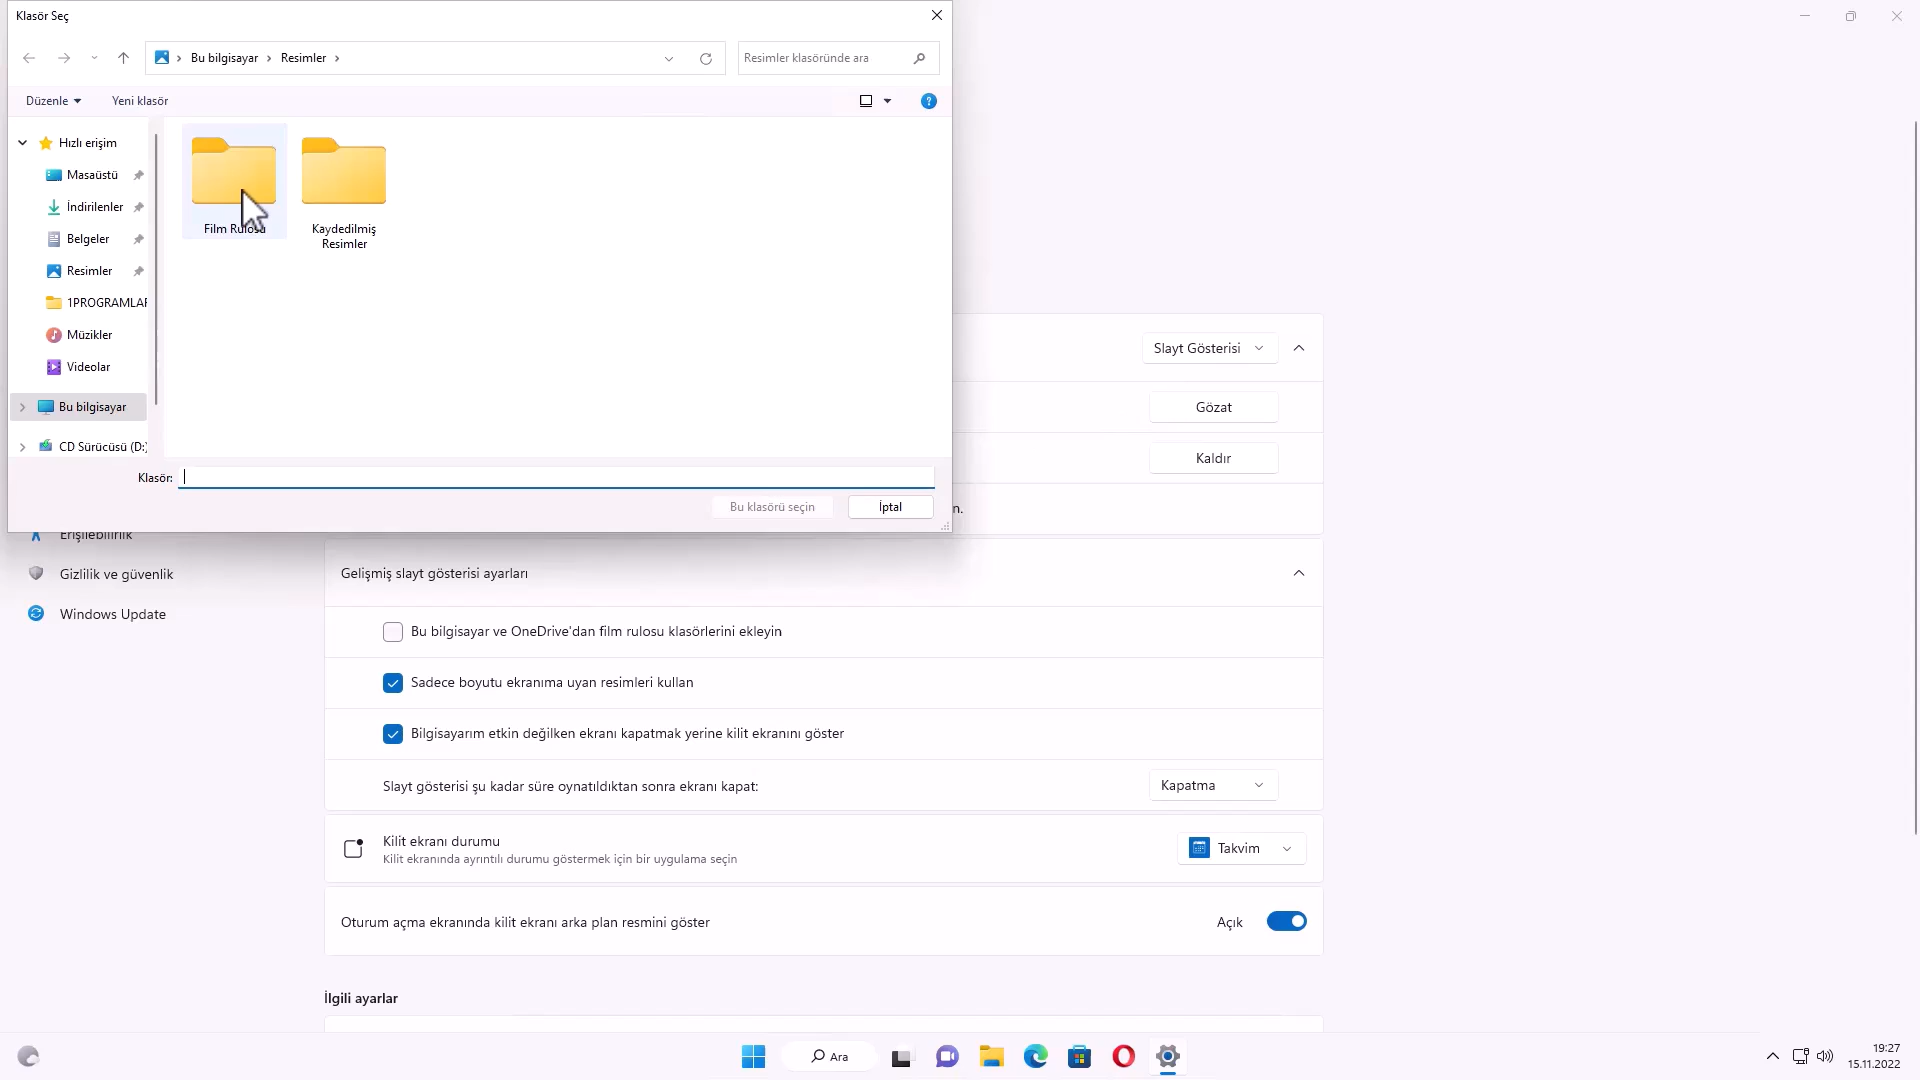 Klasör Seç
Bu bilgisayar
Resimler
Resimler klasöründe ara
Düzenle
Yeni klasör
Hızlı erişim
Masaüstü
İndirilenler
Belgeler
Resimler
1PROGRAMLAR
Müzikler
Videolar
Bu bilgisayar
CD Sürücüsü (D:)
Film Rulosu
Kaydedilmiş
Resimler
Klasör:
Bu klasörü seçin
İptal
Slayt Gösterisi
Gözat
Kaldır
n.
Erişilebilirlik
Gizlilik ve güvenlik
Windows Update
Gelişmiş slayt gösterisi ayarları
Bu bilgisayar ve OneDrive'dan film rulosu klasörlerini ekleyin
Sadece boyutu ekranıma uyan resimleri kullan
Bilgisayarım etkin değilken ekranı kapatmak yerine kilit ekranını göster
Slayt gösterisi şu kadar süre oynatıldıktan sonra ekranı kapat:
Kapatma
Kilit ekranı durumu
Kilit ekranında ayrıntılı durumu göstermek için bir uygulama seçin
Takvim
Oturum açma ekranında kilit ekranı arka plan resmini göster
Açık
İlgili ayarlar
Ara
19:27
15.11.2022